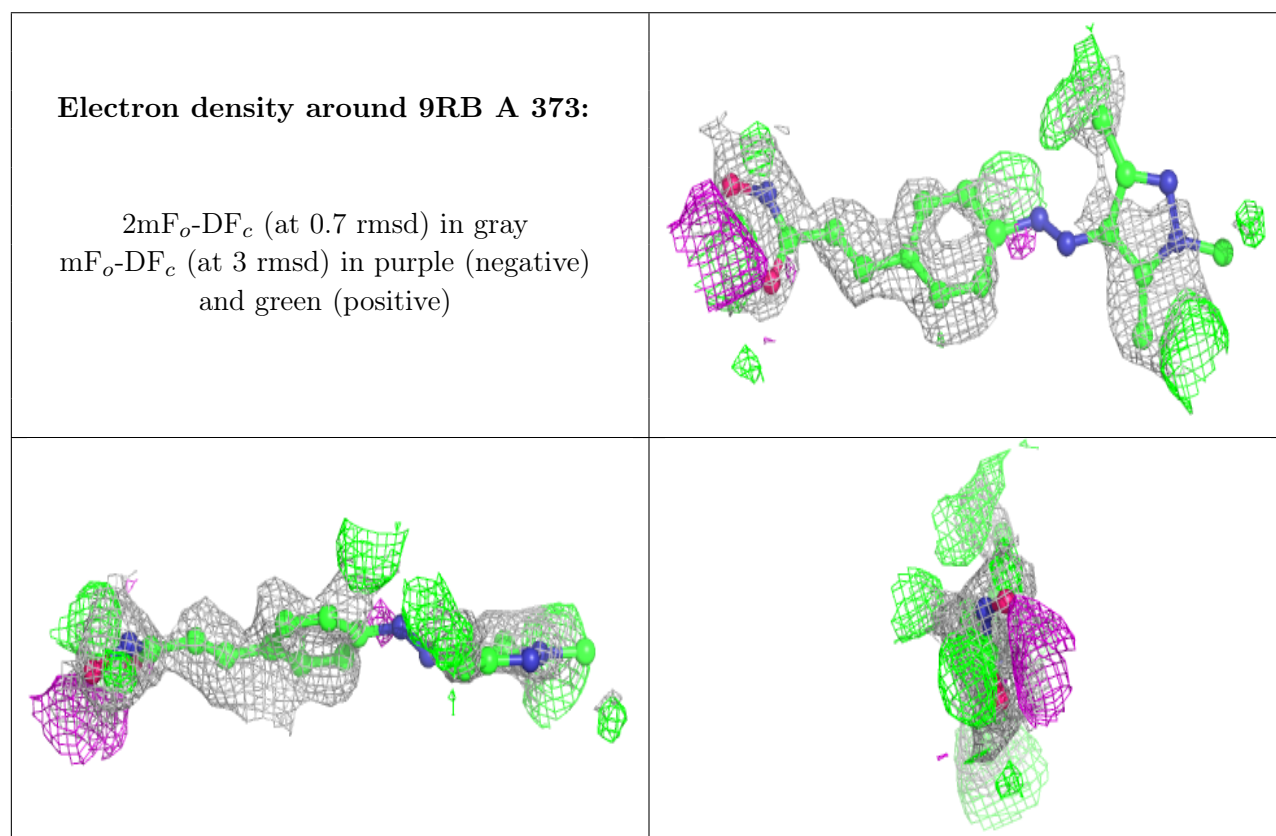 Electron density around 9RB A 373:
2mFo-DFc (at 0.7 rmsd) in gray
mFo-DFc (at 3 rmsd) in purple (negative)
and green (positive)